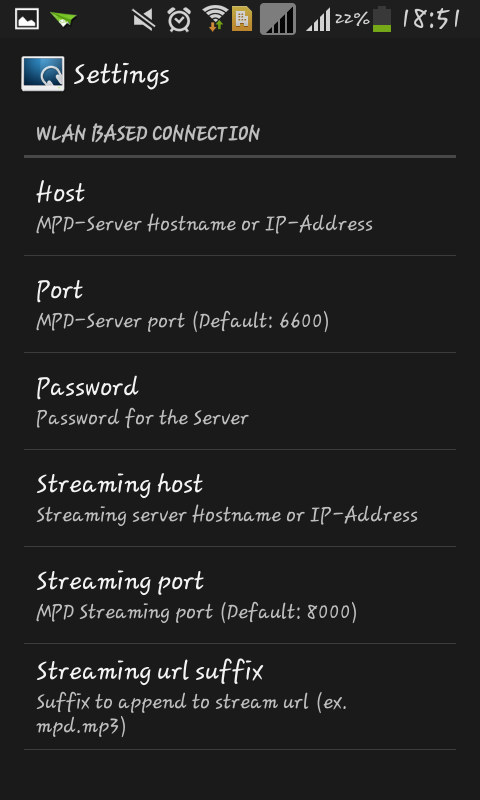 22% 18:51
Settings
WLAN BASED CONNECTION
Host
MPD-Server Hostname or IP-Address
Port
MPD-Server port (Default: 6600)
Password
Password for the Server
Streaming host
Streaming server Hostname or IP-Address
Streaming port
MPD Streaming port (Default: 8000)
Streaming url suffix
Suffix to append to stream url (ex.
mpd.mp3)